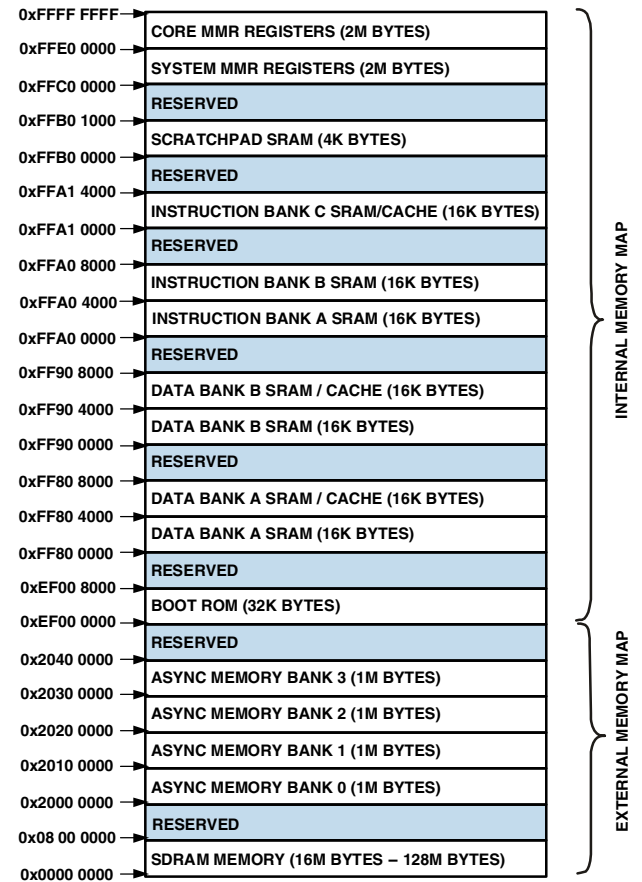 0xFFFF FFFF
CORE MMR REGISTERS (2M BYTES)
0xFFE0 0000
SYSTEM MMR REGISTERS (2M BYTES)
0xFFC0 0000
RESERVED
0xFFB0 1000
SCRATCHPAD SRAM (4K BYTES)
0xFFB0 0000
RESERVED
0xFFA1 4000
INSTRUCTION BANK C SRAM/CACHE (16K BYTES)
0xFFA1 0000
RESERVED
0xFFA0 8000
INSTRUCTION BANK B SRAM (16K BYTES)
0xFFA0 4000
INSTRUCTION BANK A SRAM (16K BYTES)
0xFFA0 0000
RESERVED
0xFF90 8000
DATA BANK B SRAM / CACHE (16K BYTES)
0xFF90 4000
DATA BANK B SRAM (16K BYTES)
0xFF90 0000
RESERVED
0xFF80 8000
DATA BANK A SRAM / CACHE (16K BYTES)
0xFF80 4000
DATA BANK A SRAM (16K BYTES)
0xFF80 0000
RESERVED
0xEF00 8000
BOOT ROM (32K BYTES)
0xEF00 0000
RESERVED
0x2040 0000
ASYNC MEMORY BANK 3 (1M BYTES)
0x2030 0000
ASYNC MEMORY BANK 2 (1M BYTES)
0x2020 0000
ASYNC MEMORY BANK 1 (1M BYTES)
0x2010 0000
ASYNC MEMORY BANK 0 (1M BYTES)
0x2000 0000
RESERVED
0x08 00 0000
SDRAM MEMORY (16M BYTES – 128M BYTES)
0x0000 0000
INTERNAL MEMORY MAP
EXTERNAL MEMORY MAP